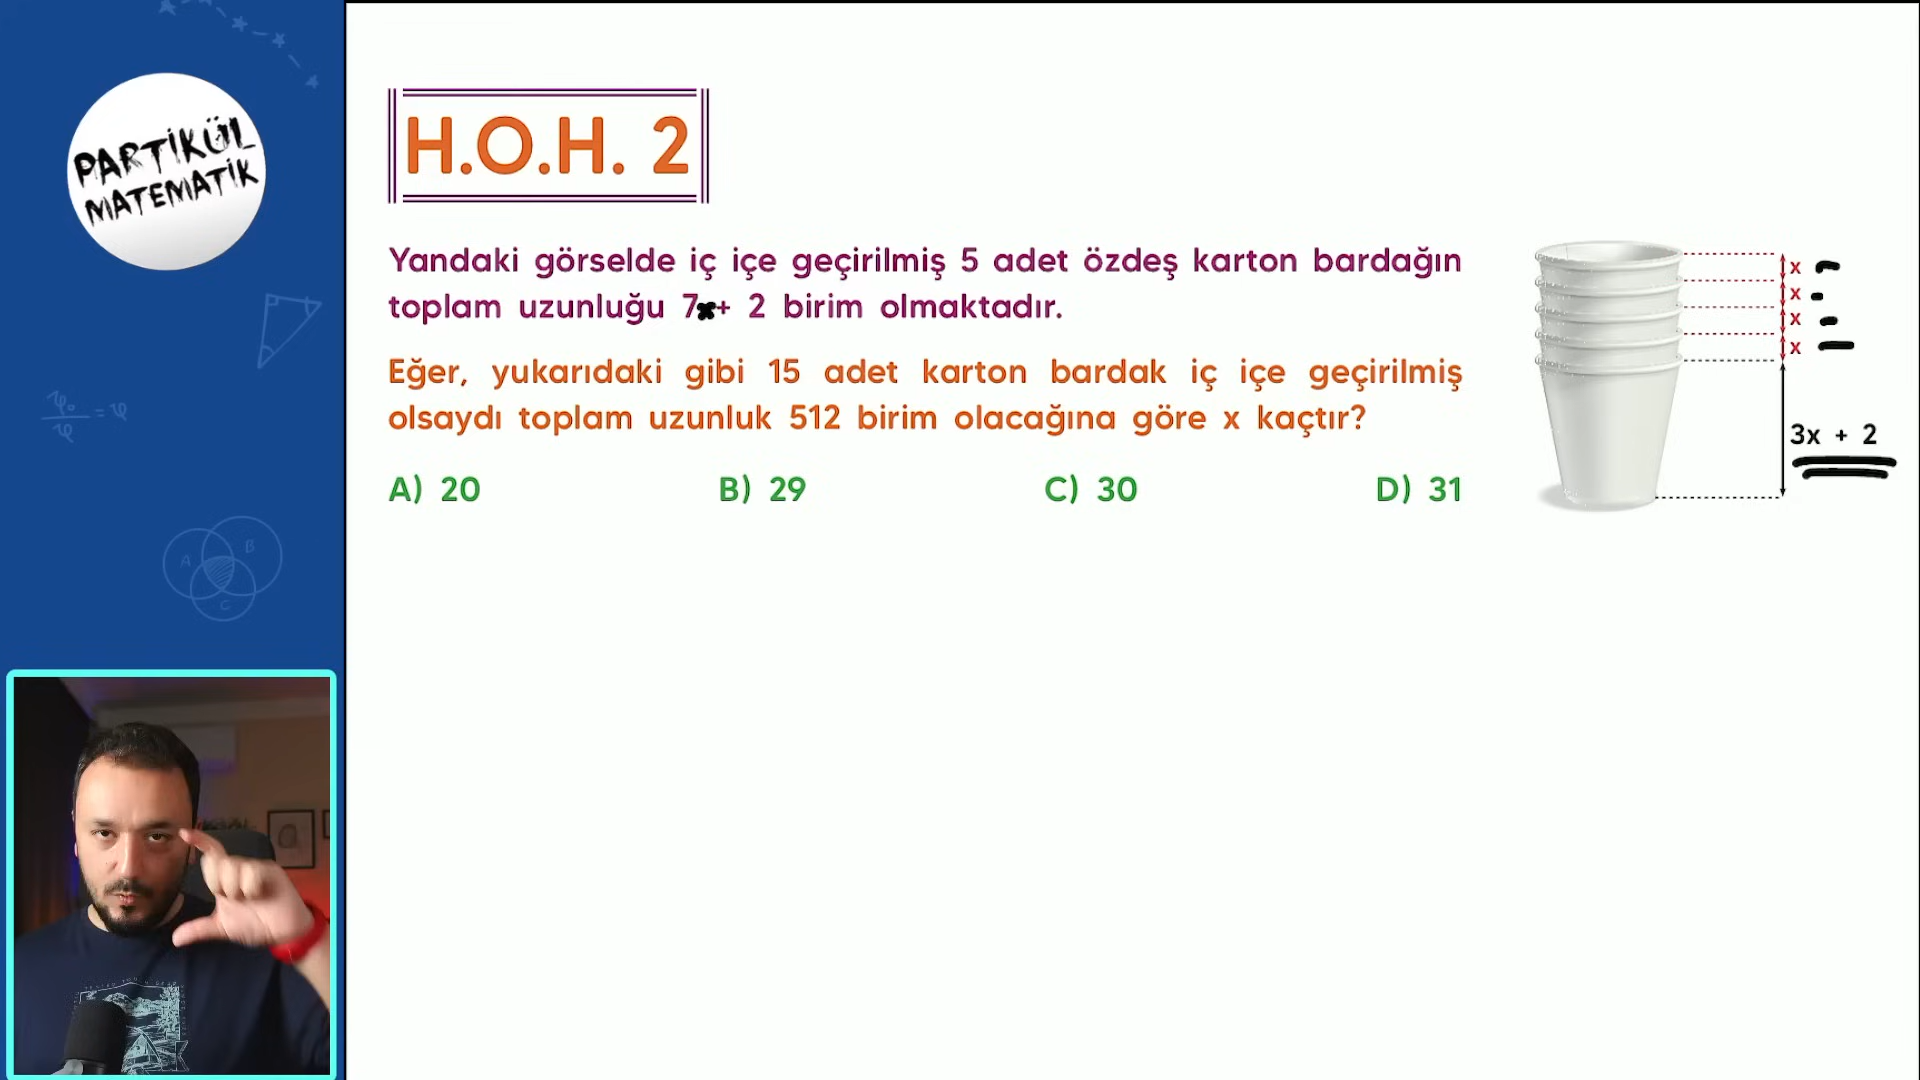 PARTİKÜL
MATEMATİK
H.O.H. 2
Yandaki görselde iç içe geçirilmiş 5 adet özdeş karton bardağın
toplam uzunluğu 7x + 2 birim olmaktadır.
Eğer, yukarıdaki gibi 15 adet karton bardak iç içe geçirilmiş
olsaydı toplam uzunluk 512 birim olacağına göre x kaçtır?
A) 20 B) 29 C) 30 D) 31
x
x
x
x
3x + 2
A B
C